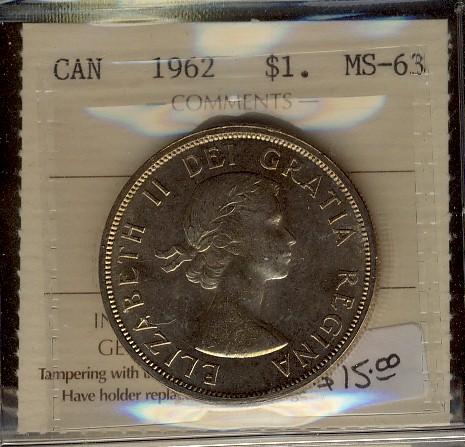 CAN 1962 $1. MS-63
COMMENTS
ELIZABETH II DEI GRATIA REGINA
IN
GE
Tampering with
Have holder repla
$15.00